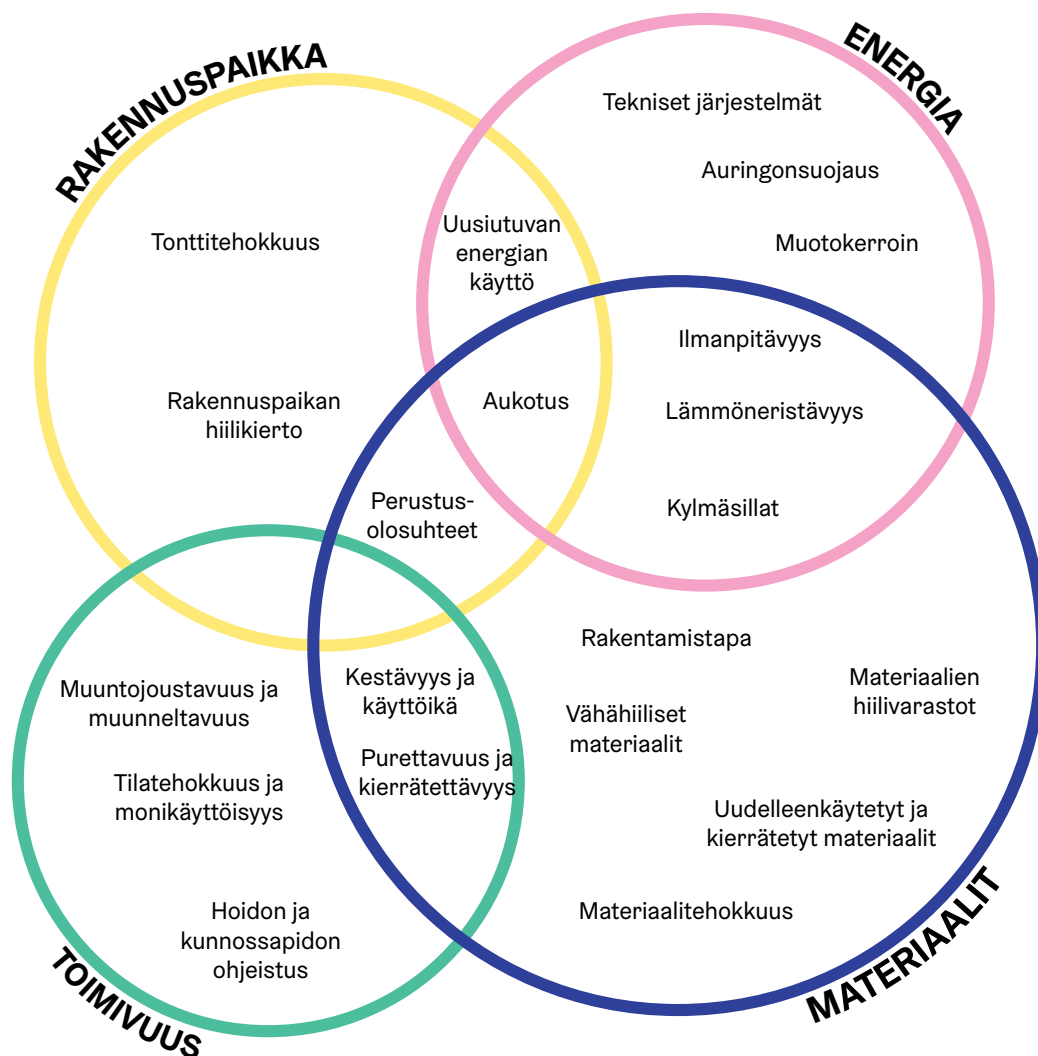 RAKENNUSPAIKKA
ENERGIA
Tekniset järjestelmät
Auringonsuojaus
Muotokerroin
Tonttitehokkuus
Uusiutuvan
energian
käyttö
Ilmanpitävyys
Rakennuspaikan
hiilikierto
Aukotus
Lämmöneristävyys
Perustus-
olosuhteet
Kylmäsillat
Rakentamistapa
Muuntojoustavuus ja
muunneltavuus
Kestävyys ja
käyttöikä
Vähähiiliset
materiaalit
Materiaalien
hiilivarastot
Tilatehokkuus ja
monikäyttöisyys
Purettavuus ja
kierrätettävyys
Uudelleenkäytetyt ja
kierrätetyt materiaalit
Hoidon ja
kunnossapidon
ohjeistus
Materiaalitehokkuus
TOIMIVUUS
MATERIAALIT